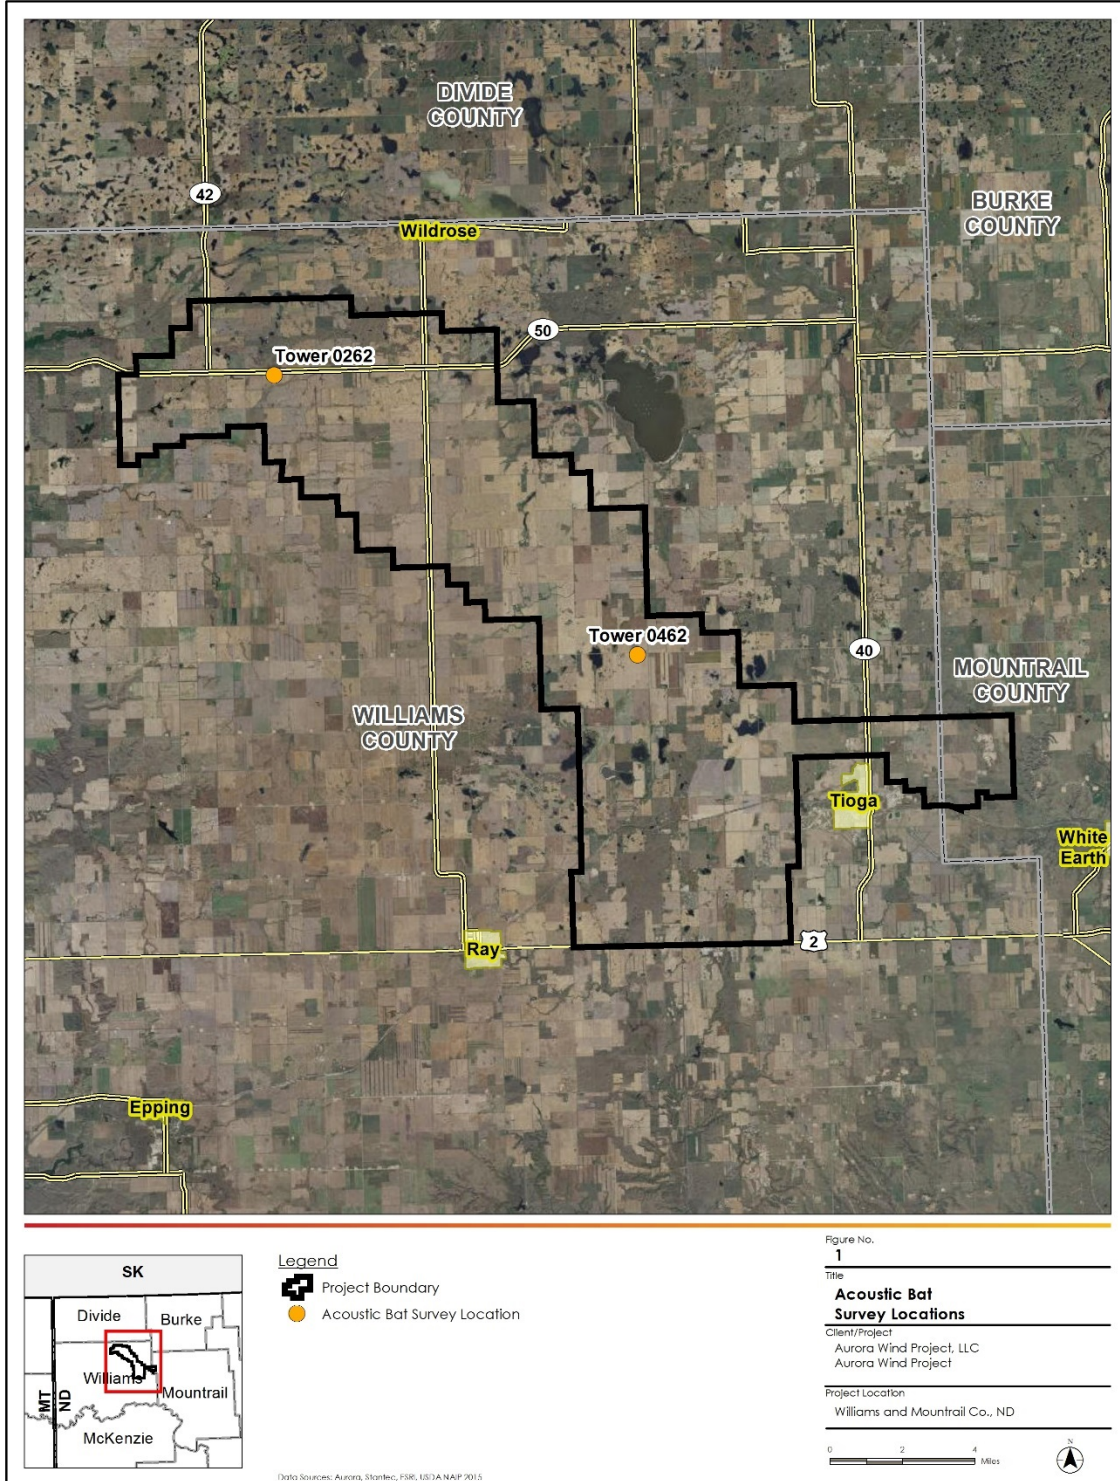 DIVIDE
COUNTY
42
BURKE
COUNTY
Wildrose
50
Tower 0262
Tower 0462
40
MOUNTRAIL
COUNTY
WILLIAMS
COUNTY
Tioga
White
Earth
2
Ray
Epping
SK
Divide
Burke
Williams
Mountrail
MT
ND
McKenzie
Legend
Project Boundary
Acoustic Bat Survey Location
Data Sources: Aurora, Stantec, ESRI, USDA NAIP 2015
Figure No.
1
Title
Acoustic Bat
Survey Locations
Client/Project
Aurora Wind Project, LLC
Aurora Wind Project
Project Location
Williams and Mountrail Co., ND
0 2 4
Miles
N